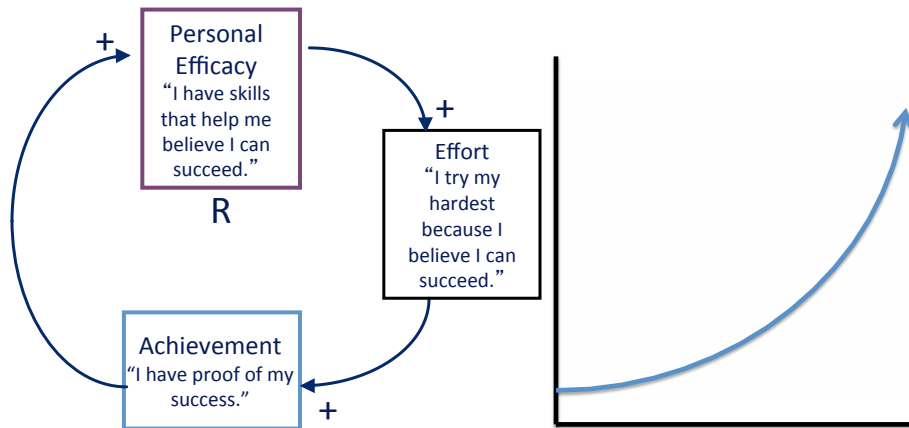 +
Personal
Efficacy
“I have skills
that help me
believe I can
succeed.”
R
+
Effort
“I try my
hardest
because I
believe I can
succeed.”
Achievement
“I have proof of my
success.”
+